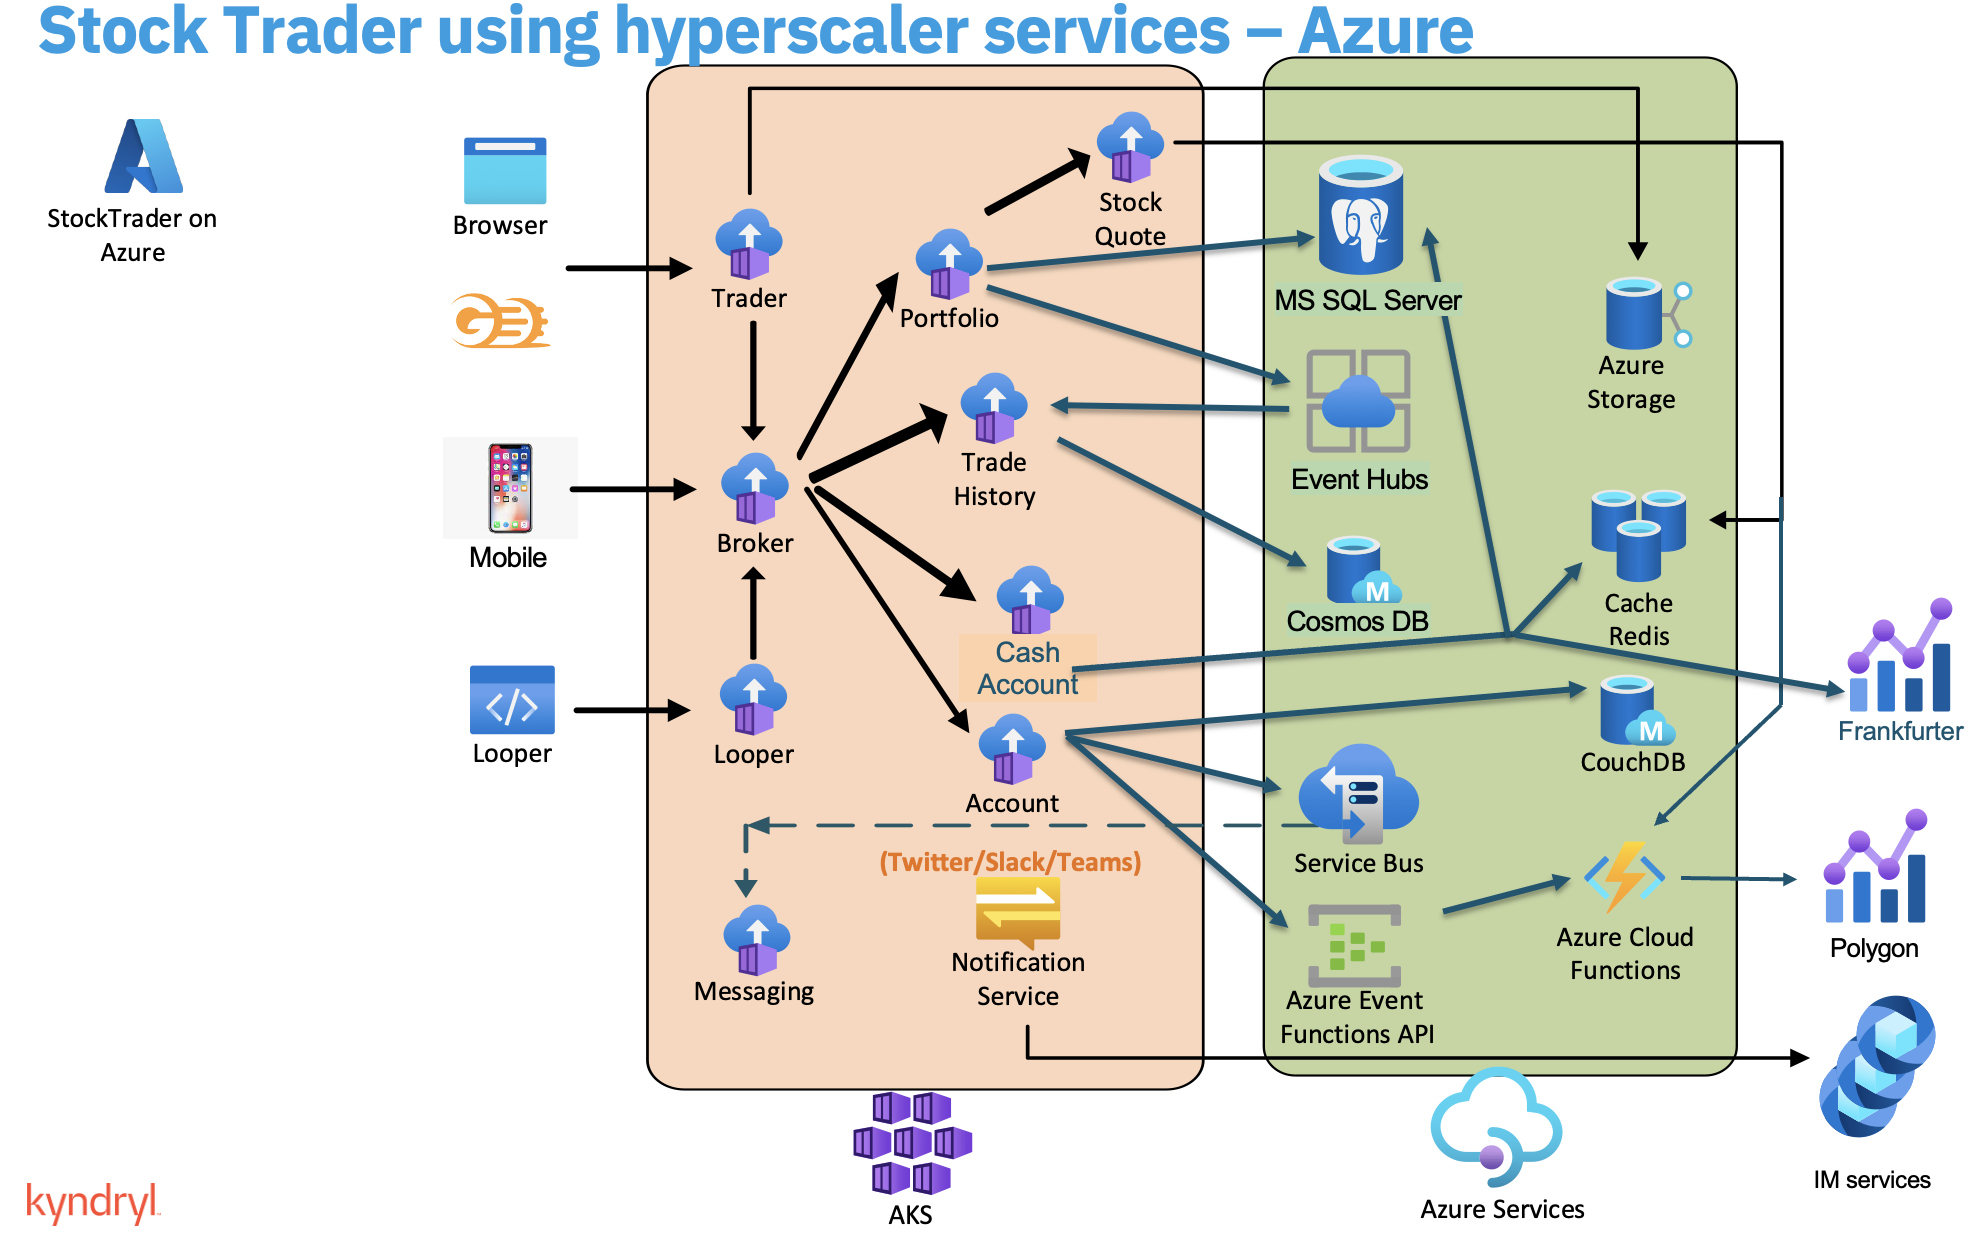 Stock Trader using hyperscaler services – Azure
StockTrader on
Azure
Browser
Mobile
Looper
Trader
Broker
Looper
Messaging
Stock
Quote
Portfolio
Trade
History
Cash
Account
Account
(Twitter/Slack/Teams)
Notification
Service
MS SQL Server
Event Hubs
M
Cosmos DB
Service Bus
Azure Event
Functions API
Azure
Storage
Cache
Redis
M
CouchDB
Azure Cloud
Functions
Frankfurter
Polygon
IM services
AKS
Azure Services
kyndryl